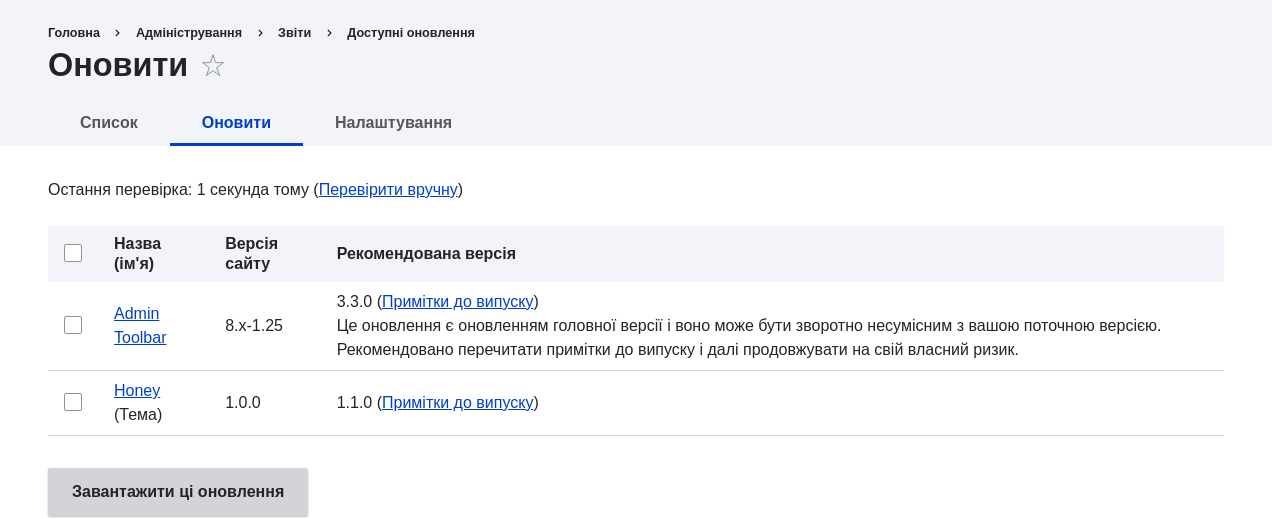 Головна
Адміністрування
Звіти
Доступні оновлення
Оновити
Список
Оновити
Налаштування
Остання перевірка: 1 секунда тому (Перевірити вручну)
Назва
(ім'я)
Версія
сайту
Рекомендована версія
Admin
Toolbar
8.x-1.25
3.3.0 (Примітки до випуску)
Це оновлення є оновленням головної версії і воно може бути зворотно несумісним з вашою поточною версією.
Рекомендовано перечитати примітки до випуску і далі продовжувати на свій власний ризик.
Honey
(Тема)
1.0.0
1.1.0 (Примітки до випуску)
Завантажити ці оновлення